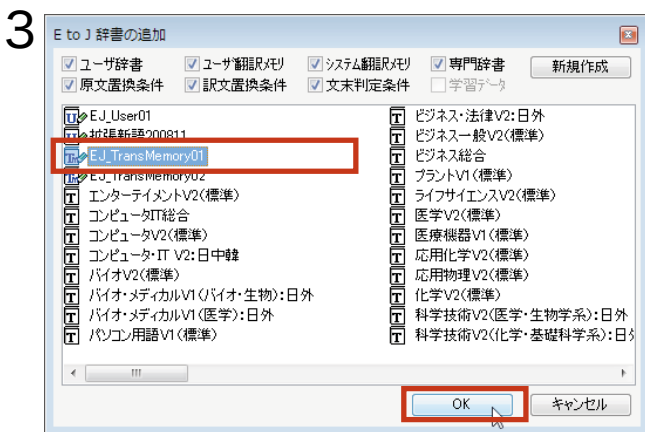 3
E to J 辞書の追加
ユーザ辞書 ユーザ翻訳メモリ システム翻訳メモリ 専門辞書 新規作成
原文置換条件 訳文置換条件 文末判定条件 学習データ
EJ_User01
拡張新語200811
EJ_TransMemory01
EJ_TransMemory02
エンターテイメントV2(標準)
コンピュータIT総合
コンピュータV2(標準)
コンピュータ・IT V2:日中韓
バイオV2(標準)
バイオ・メディカルV1(バイオ・生物):日外
バイオ・メディカルV1(医学):日外
パソコン用語V1(標準)
ビジネス・法律V2:日外
ビジネス一般V2(標準)
ビジネス総合
プラントV1(標準)
ライフサイエンスV2(標準)
医学V2(標準)
医療機器V1(標準)
応用化学V2(標準)
応用物理V2(標準)
化学V2(標準)
科学技術V2(医学・生物学系):日外
科学技術V2(化学・基礎科学系):日
OK キャンセル